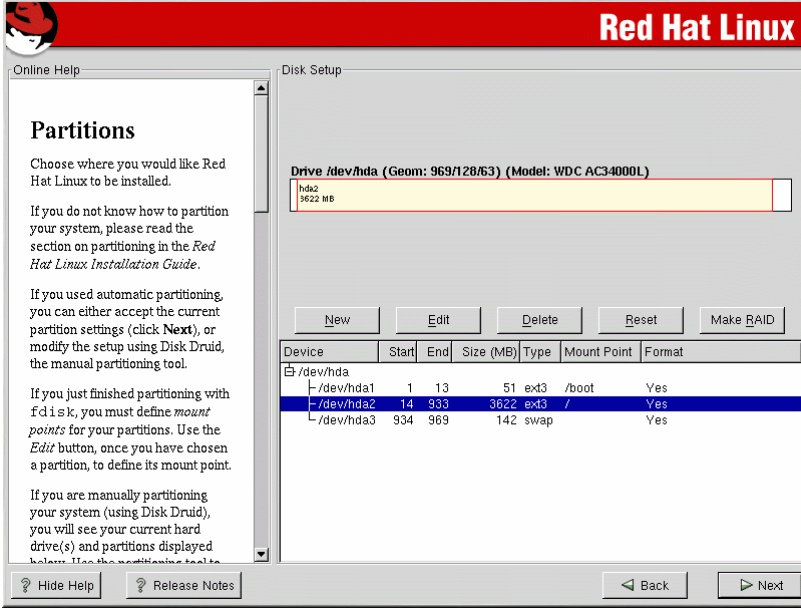 Red Hat Linux
Online Help
Partitions
Choose where you would like Red
Hat Linux to be installed.
If you do not know how to partition
your system, please read the
section on partitioning in the Red
Hat Linux Installation Guide.
If you used automatic partitioning,
you can either accept the current
partition settings (click Next), or
modify the setup using Disk Druid,
the manual partitioning tool.
If you just finished partitioning with
fdisk, you must define mount
points for your partitions. Use the
Edit button, once you have chosen
a partition, to define its mount point.
If you are manually partitioning
your system (using Disk Druid),
you will see your current hard
drive(s) and partitions displayed
below. Use the partitioning tool to
Disk Setup
Drive /dev/hda (Geom: 969/128/63) (Model: WDC AC34000L)
hda2
3622 MB
New Edit Delete Reset Make RAID
Device Start End Size (MB) Type Mount Point Format
/dev/hda
/dev/hda1 1 13 51 ext3 /boot Yes
/dev/hda2 14 933 3622 ext3 / Yes
/dev/hda3 934 969 142 swap Yes
Hide Help Release Notes Back Next